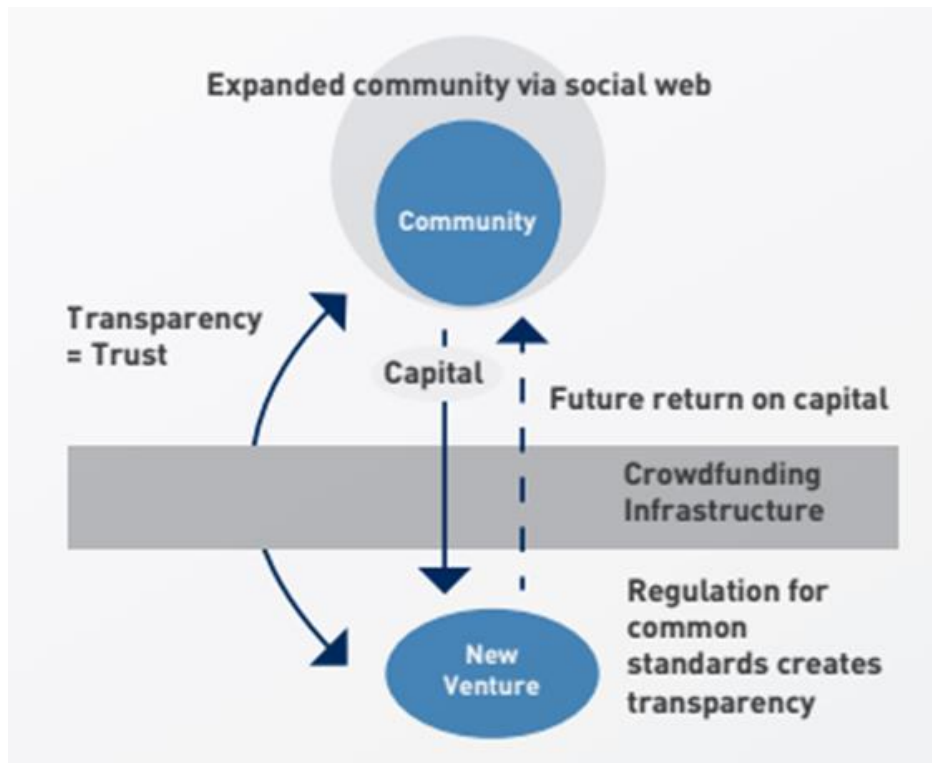 Expanded community via social web
Community
Transparency
= Trust
Capital
Future return on capital
Crowdfunding
Infrastructure
New
Venture
Regulation for
common
standards creates
transparency